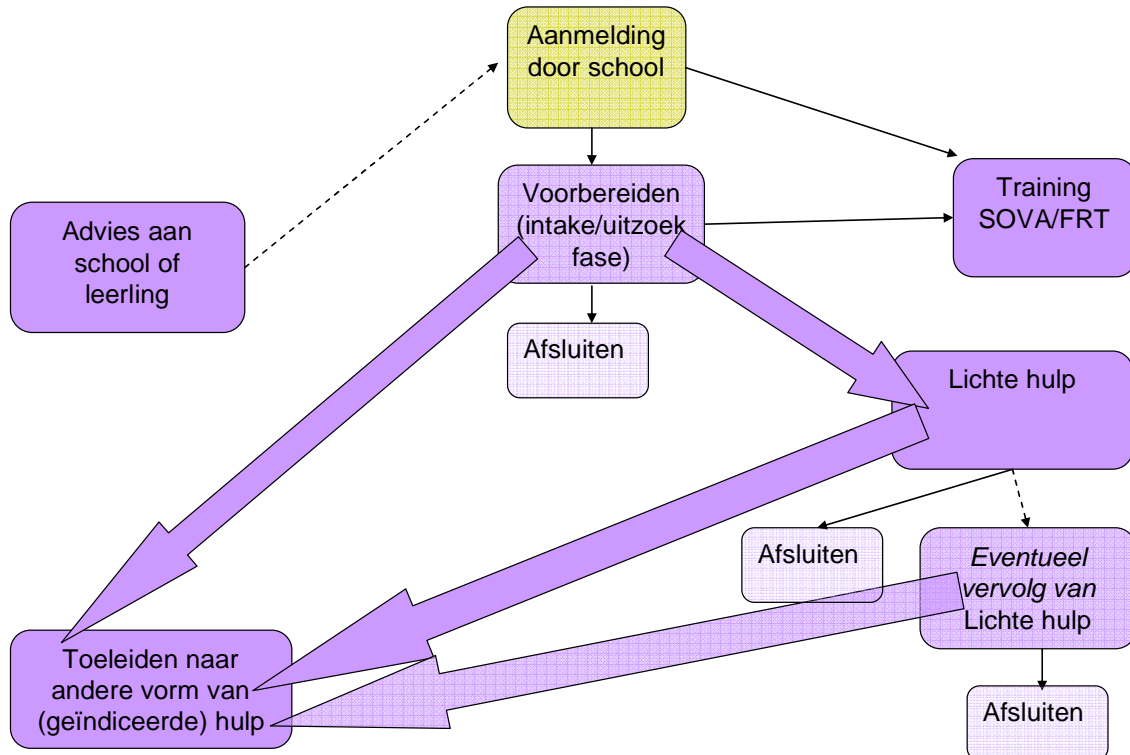 Aanmelding
door school
Voorbereiden
(intake/uitzoek
fase)
Training
SOVA/FRT
Advies aan
school of
leerling
Afsluiten
Lichte hulp
Afsluiten
Eventueel
vervolg van
Lichte hulp
Toeleiden naar
andere vorm van
(geïndiceerde) hulp
Afsluiten